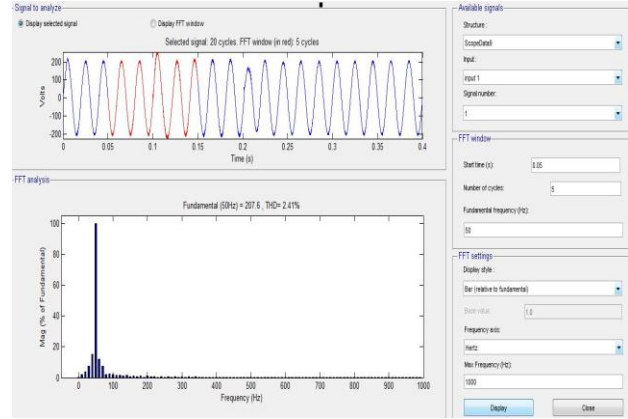 Signal to analyze
Display selected signal
Display FFT window
Selected signal: 20 cycles. FFT window (in red): 5 cycles
Volts
200
100
0
-100
-200
0
0.05
0.1
0.15
0.2
0.25
0.3
0.35
0.4
Time (s)
FFT analysis
Fundamental (50Hz) = 207.6 , THD= 2.41%
Mag (% of Fundamental)
100
80
60
40
20
0
0
100
200
300
400
500
600
700
800
900
1000
Frequency (Hz)
Available signals
Structure :
ScopeData9
Input :
input 1
Signal number:
1
FFT window
Start time (s):
0.05
Number of cycles:
5
Fundamental frequency (Hz):
50
FFT settings
Display style :
Bar (relative to fundamental)
Base value:
1.0
Frequency axis:
Hertz
Max Frequency (Hz):
1000
Display
Close